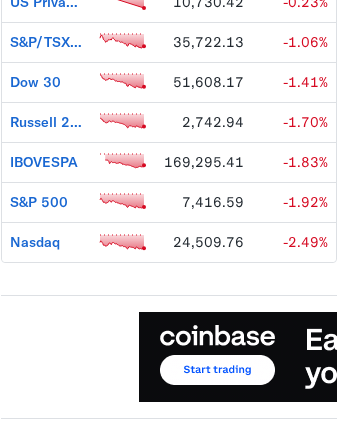 US Priva... 10,730.42 -0.23%
S&P/TSX... 35,722.13 -1.06%
Dow 30 51,608.17 -1.41%
Russell 2... 2,742.94 -1.70%
IBOVESPA 169,295.41 -1.83%
S&P 500 7,416.59 -1.92%
Nasdaq 24,509.76 -2.49%
coinbase
Start trading
Ea
yo